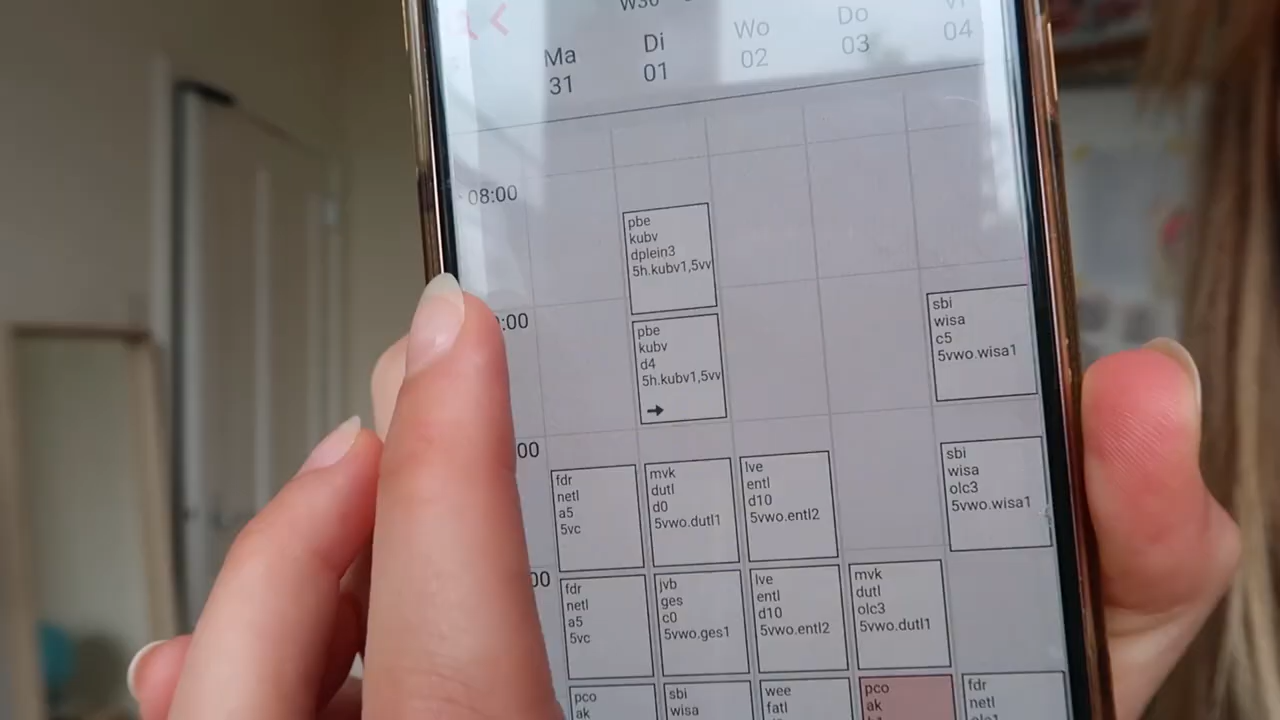 W36
Ma
31
Di
01
Wo
02
Do
03
04
08:00
pbe
kubv
dplein3
5h.kubv1,5vv
:00
pbe
kubv
d4
5h.kubv1,5vv
→
sbi
wisa
c5
5vwo.wisa1
00
fdr
netl
a5
5vc
mvk
dutl
d0
5vwo.dutl1
lve
entl
d10
5vwo.entl2
sbi
wisa
olc3
5vwo.wisa1
00
fdr
netl
a5
5vc
jvb
ges
c0
5vwo.ges1
lve
entl
d10
5vwo.entl2
mvk
dutl
olc3
5vwo.dutl1
pco
ak
sbi
wisa
wee
fatl
pco
ak
fdr
netl